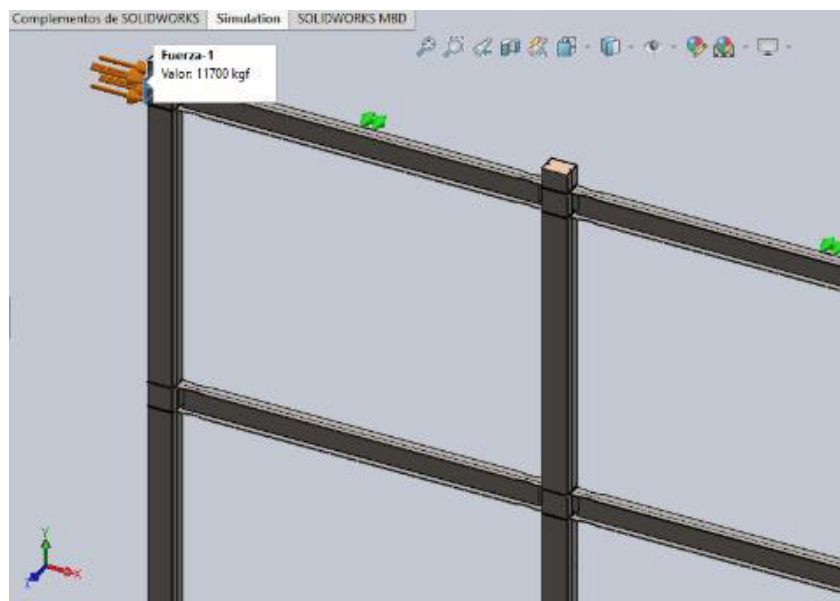 Complementos de SOLIDWORKS Simulation SOLIDWORKS MBD
Fuerza-1
Valor: 11700 kgf
Y
X
Z